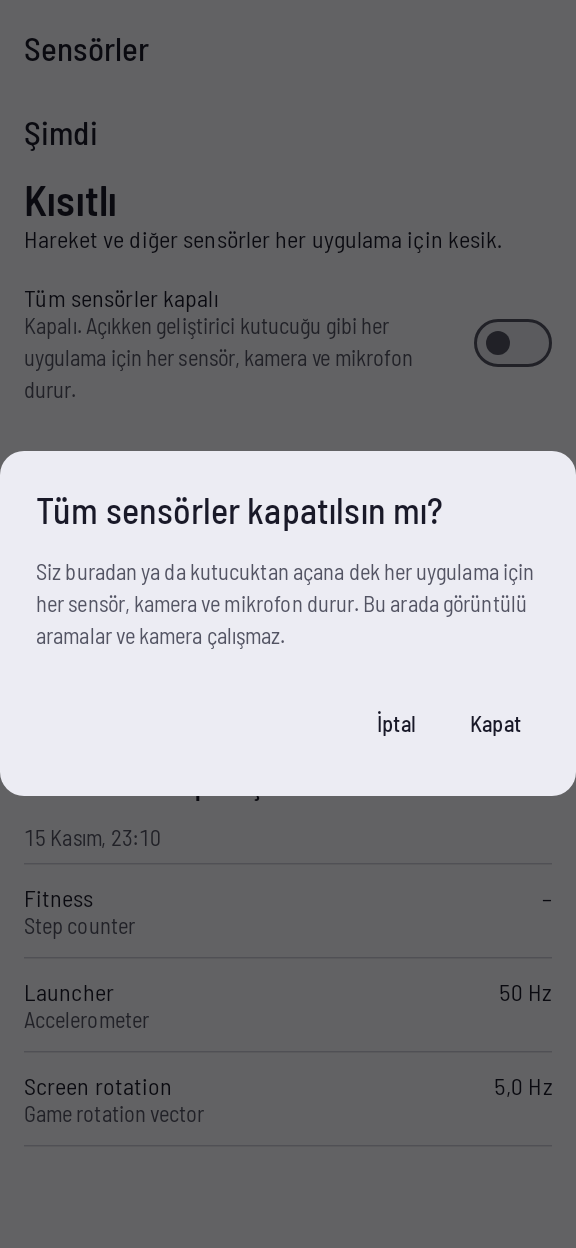 Sensörler
Şimdi
Kısıtlı
Hareket ve diğer sensörler her uygulama için kesik.
Tüm sensörler kapalı
Kapalı. Açıkken geliştirici kutucuğu gibi her
uygulama için her sensör, kamera ve mikrofon
durur.
Tüm sensörler kapatılsın mı?
Siz buradan ya da kutucuktan açana dek her uygulama için
her sensör, kamera ve mikrofon durur. Bu arada görüntülü
aramalar ve kamera çalışmaz.
İptal
Kapat
15 Kasım, 23:10
Fitness
–
Step counter
Launcher
50 Hz
Accelerometer
Screen rotation
5,0 Hz
Game rotation vector